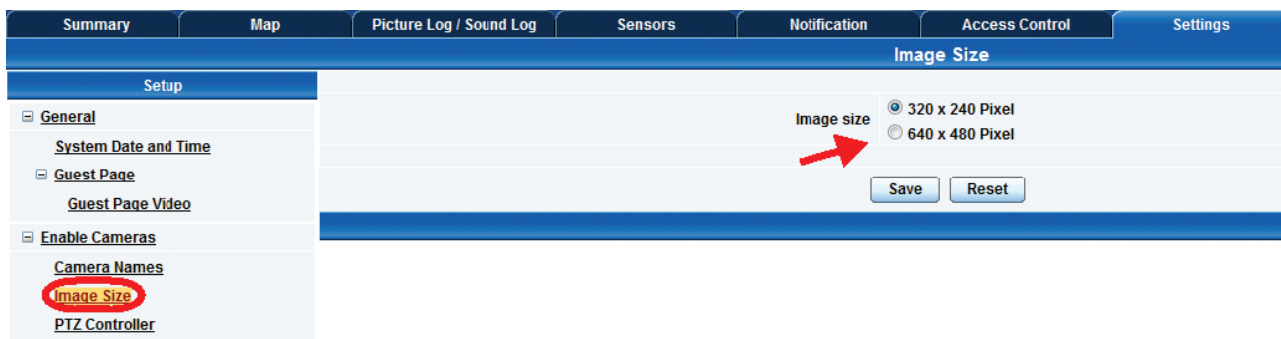 Summary Map Picture Log / Sound Log Sensors Notification Access Control Settings
Image Size
Setup
General
System Date and Time
Guest Page
Guest Page Video
Enable Cameras
Camera Names
Image Size
PTZ Controller
Image size
320 x 240 Pixel
640 x 480 Pixel
Save Reset